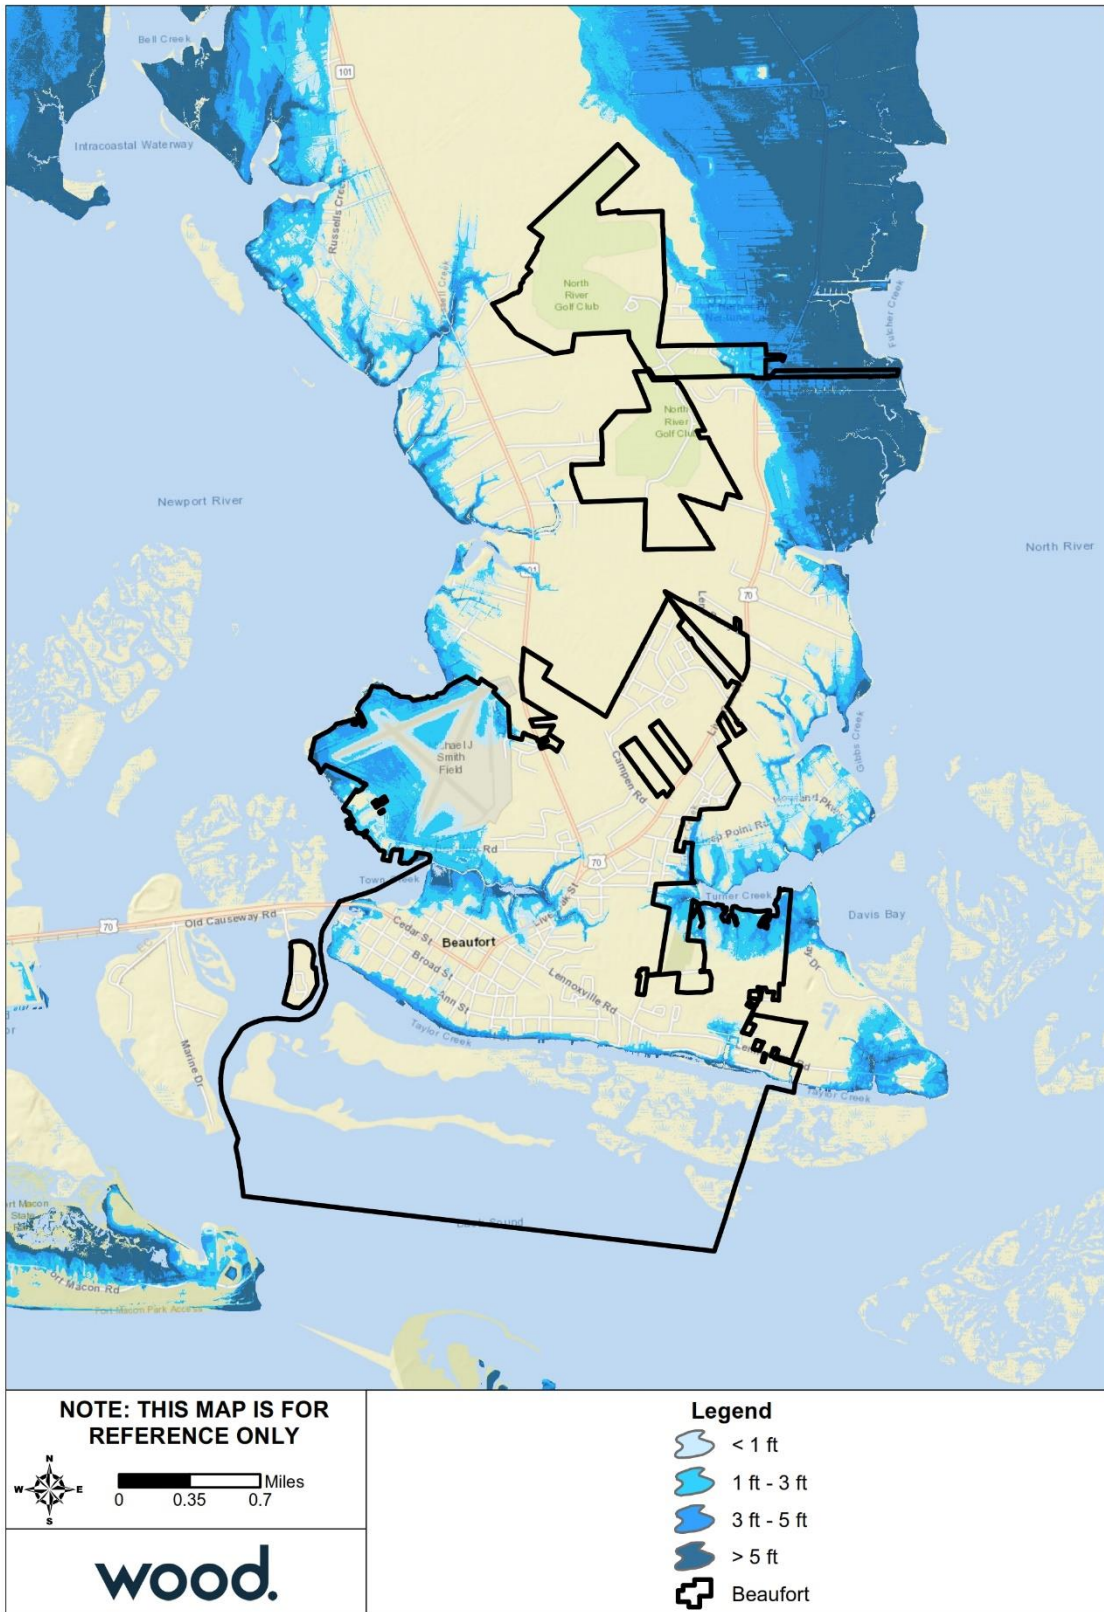 Bell Creek
101
Intracoastal Waterway
North
River
Golf Club
Fulcher Creek
North
River
Newport River
North River
70
Gibbs Creek
Smith
Field
Campen Rd
Rd
70
Town Creek
Turner Creek
Davis Bay
70
Old Causeway Rd
Cedar St
Beaufort
Broad St
Ann St
Lennoxville Rd
Dr
Taylor Creek
Marine Dr
Rd
Taylor Creek
Macon
State
Macon Rd
NOTE: THIS MAP IS FOR
REFERENCE ONLY
N
W E
S
Miles
0 0.35 0.7
wood.
Legend
< 1 ft
1 ft - 3 ft
3 ft - 5 ft
> 5 ft
Beaufort